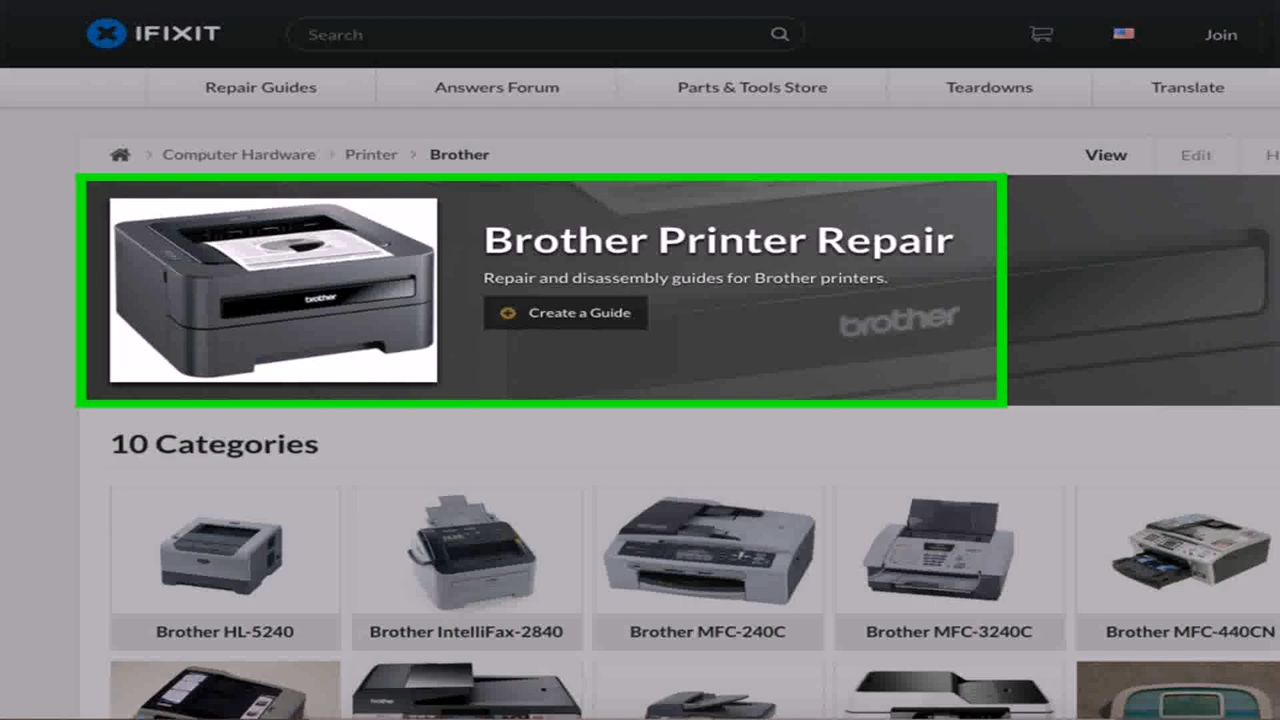 IFIXIT Search Join
Repair Guides Answers Forum Parts & Tools Store Teardowns Translate
Computer Hardware Printer Brother View Edit H
brother
Brother Printer Repair
Repair and disassembly guides for Brother printers.
Create a Guide
brother
10 Categories
Brother HL-5240 Brother IntelliFax-2840 Brother MFC-240C Brother MFC-3240C Brother MFC-440CN
brother